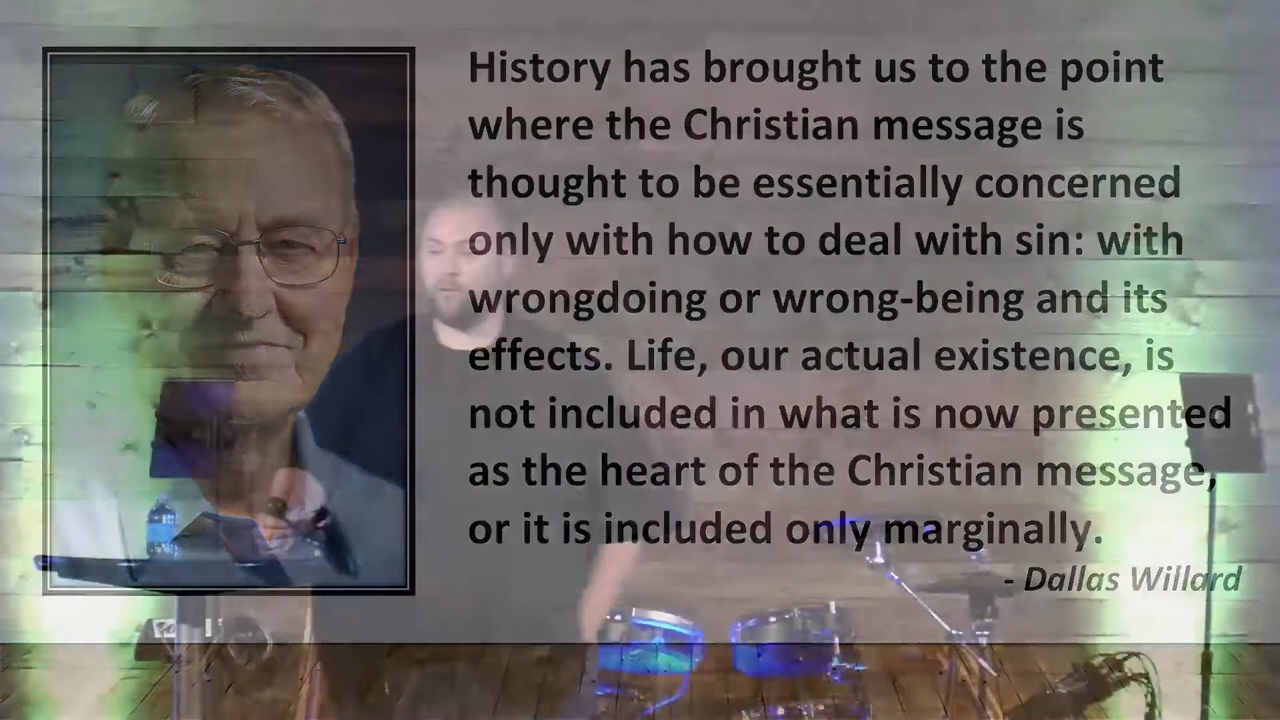 History has brought us to the point
where the Christian message is
thought to be essentially concerned
only with how to deal with sin: with
wrongdoing or wrong-being and its
effects. Life, our actual existence, is
not included in what is now presented
as the heart of the Christian message,
or it is included only marginally.
- Dallas Willard